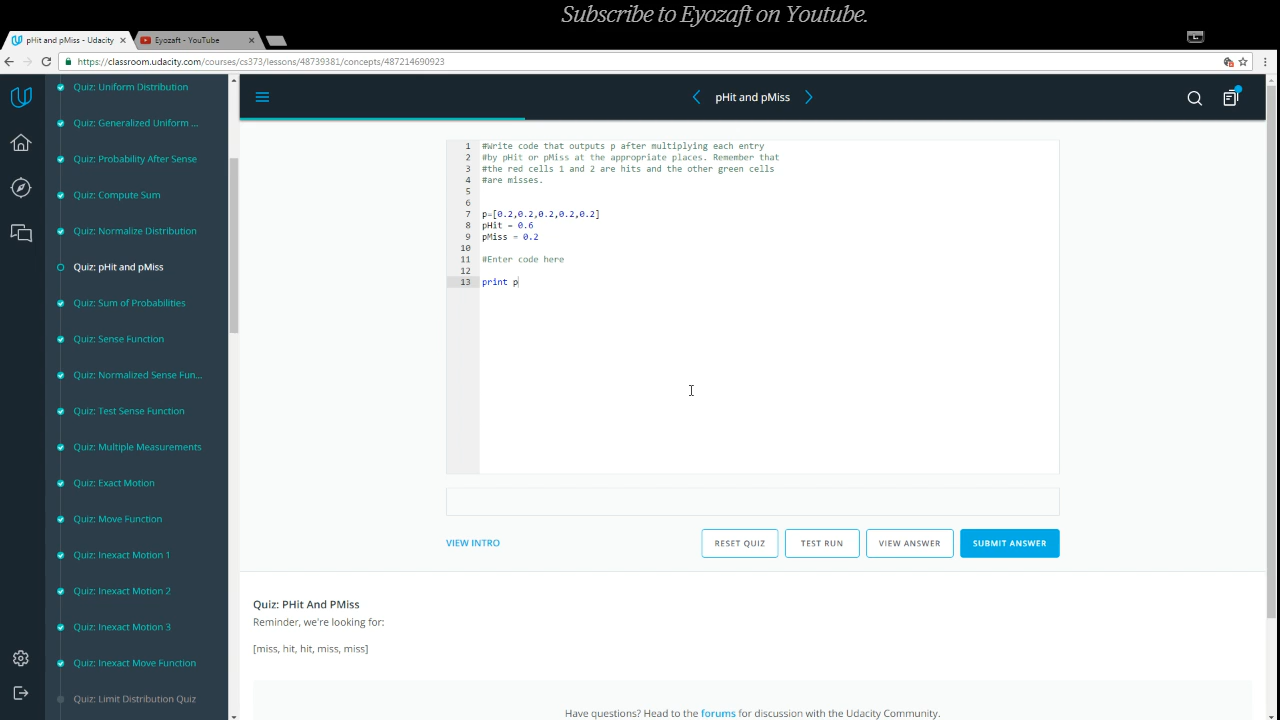 Subscribe to Eyozaft on Youtube.
pHit and pMiss - Udacity
Eyozaft - YouTube
https://classroom.udacity.com/courses/cs373/lessons/48739381/concepts/487214690923
pHit and pMiss
Quiz: Uniform Distribution
Quiz: Generalized Uniform ...
Quiz: Probability After Sense
Quiz: Compute Sum
Quiz: Normalize Distribution
Quiz: pHit and pMiss
Quiz: Sum of Probabilities
Quiz: Sense Function
Quiz: Normalized Sense Fun...
Quiz: Test Sense Function
Quiz: Multiple Measurements
Quiz: Exact Motion
Quiz: Move Function
Quiz: Inexact Motion 1
Quiz: Inexact Motion 2
Quiz: Inexact Motion 3
Quiz: Inexact Move Function
Quiz: Limit Distribution Quiz
1 #Write code that outputs p after multiplying each entry
2 #by pHit or pMiss at the appropriate places. Remember that
3 #the red cells 1 and 2 are hits and the other green cells
4 #are misses.
5
6
7 p=[0.2,0.2,0.2,0.2,0.2]
8 pHit = 0.6
9 pMiss = 0.2
10
11 #Enter code here
12
13 print p
VIEW INTRO
RESET QUIZ
TEST RUN
VIEW ANSWER
SUBMIT ANSWER
Quiz: PHit And PMiss
Reminder, we're looking for:
[miss, hit, hit, miss, miss]
Have questions? Head to the forums for discussion with the Udacity Community.